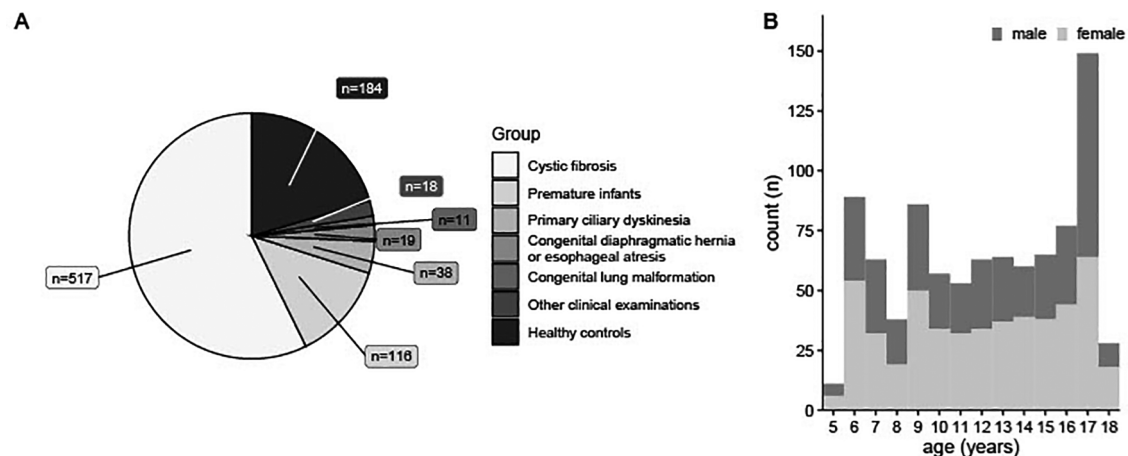 A
n=184
n=18
n=11
n=19
n=38
n=116
n=517
Group
Cystic fibrosis
Premature infants
Primary ciliary dyskinesia
Congenital diaphragmatic hernia
or esophageal atresis
Congenital lung malformation
Other clinical examinations
Healthy controls
B
male female
count (n)
150
125
100
75
50
25
0
5 6 7 8 9 10 11 12 13 14 15 16 17 18
age (years)